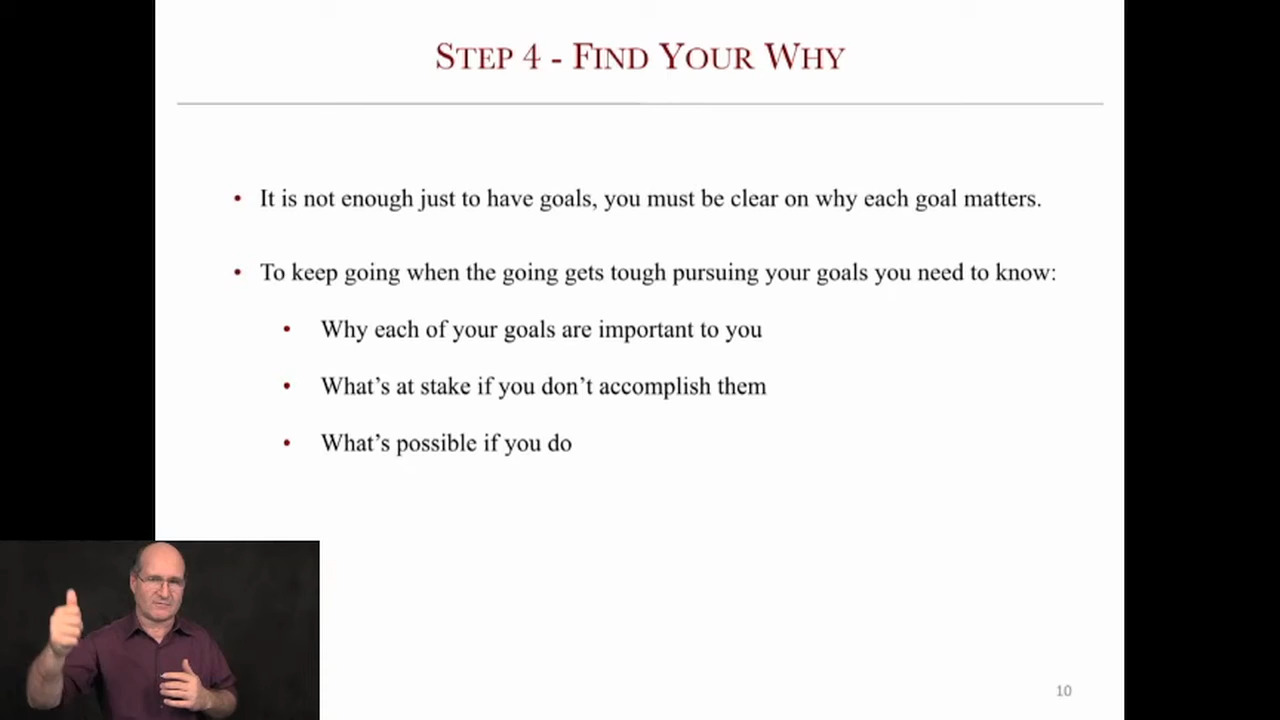 STEP 4 - FIND YOUR WHY
• It is not enough just to have goals, you must be clear on why each goal matters.
• To keep going when the going gets tough pursuing your goals you need to know:
• Why each of your goals are important to you
• What’s at stake if you don’t accomplish them
• What’s possible if you do
10